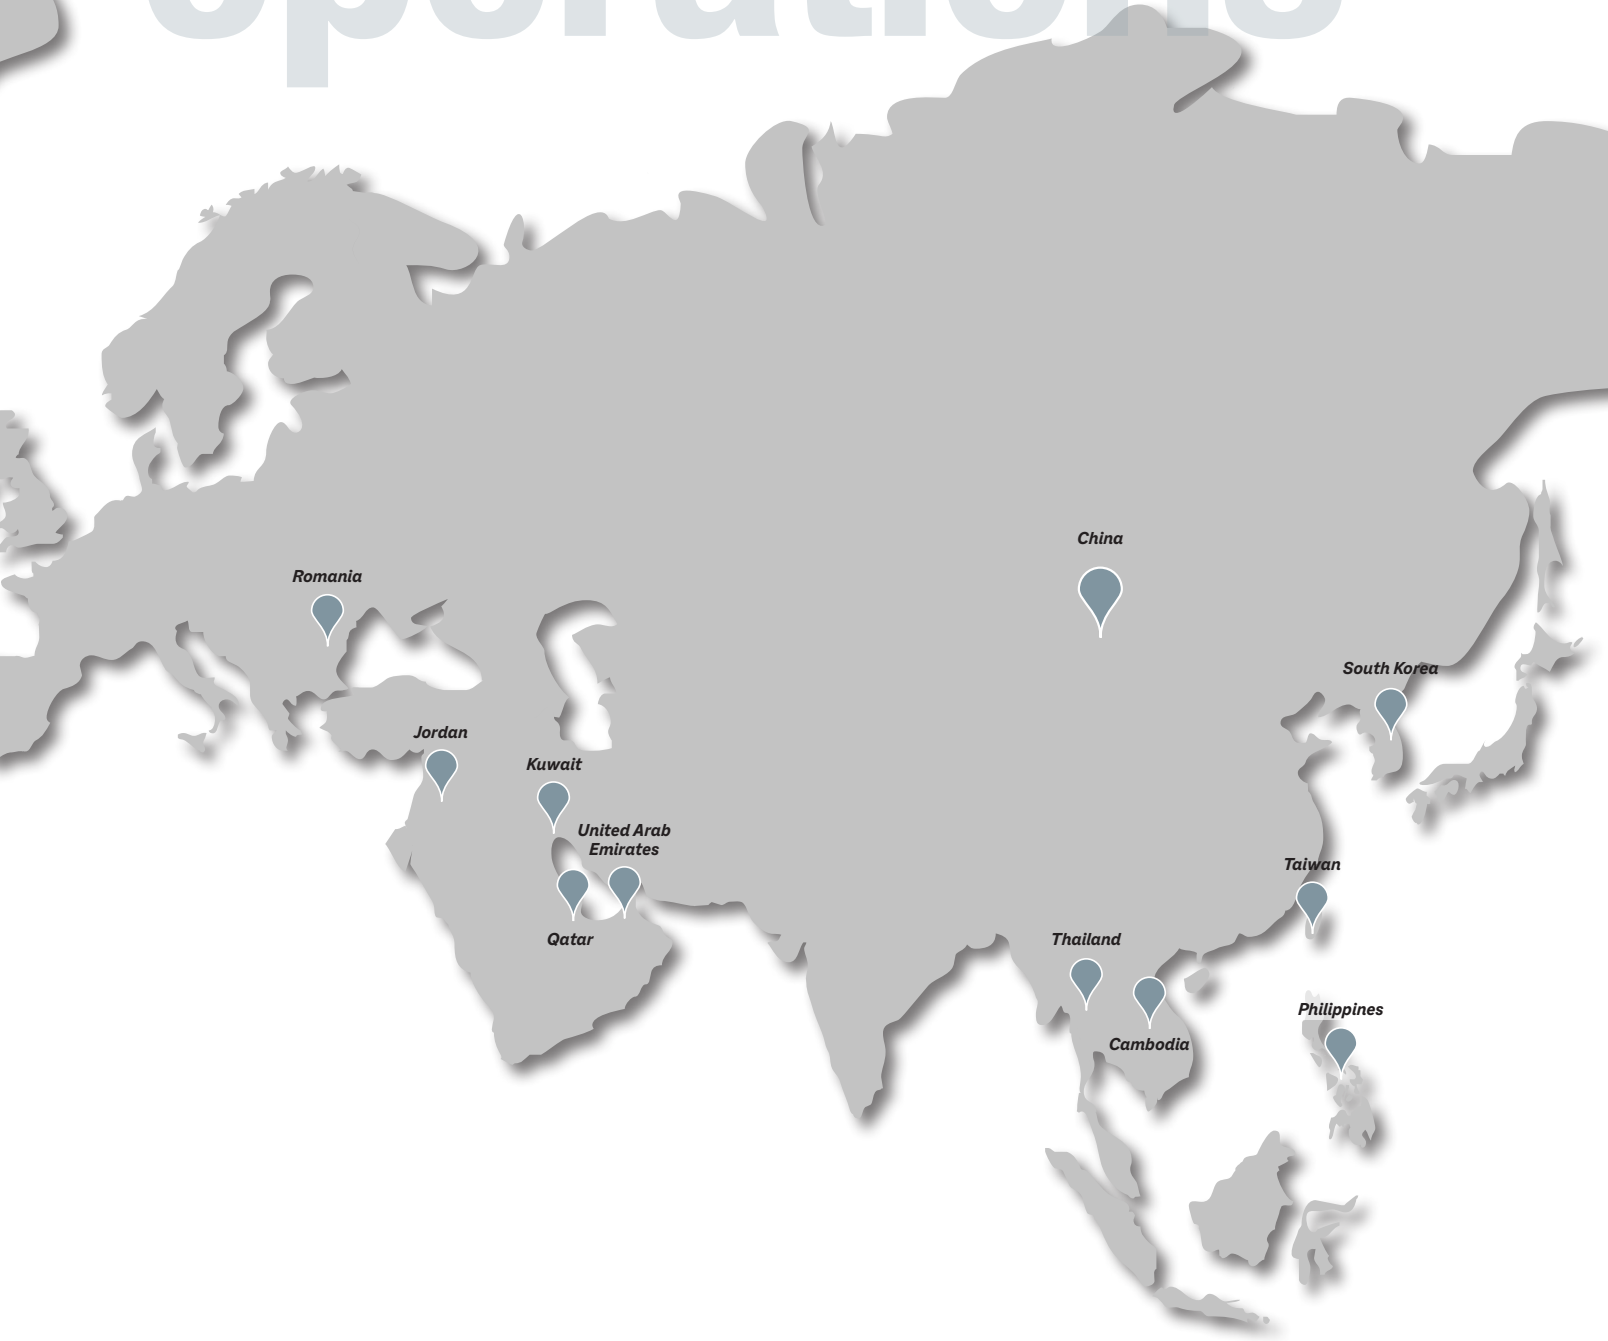 operations
China
Romania
South Korea
Jordan
Kuwait
United Arab
Emirates
Taiwan
Qatar
Thailand
Philippines
Cambodia